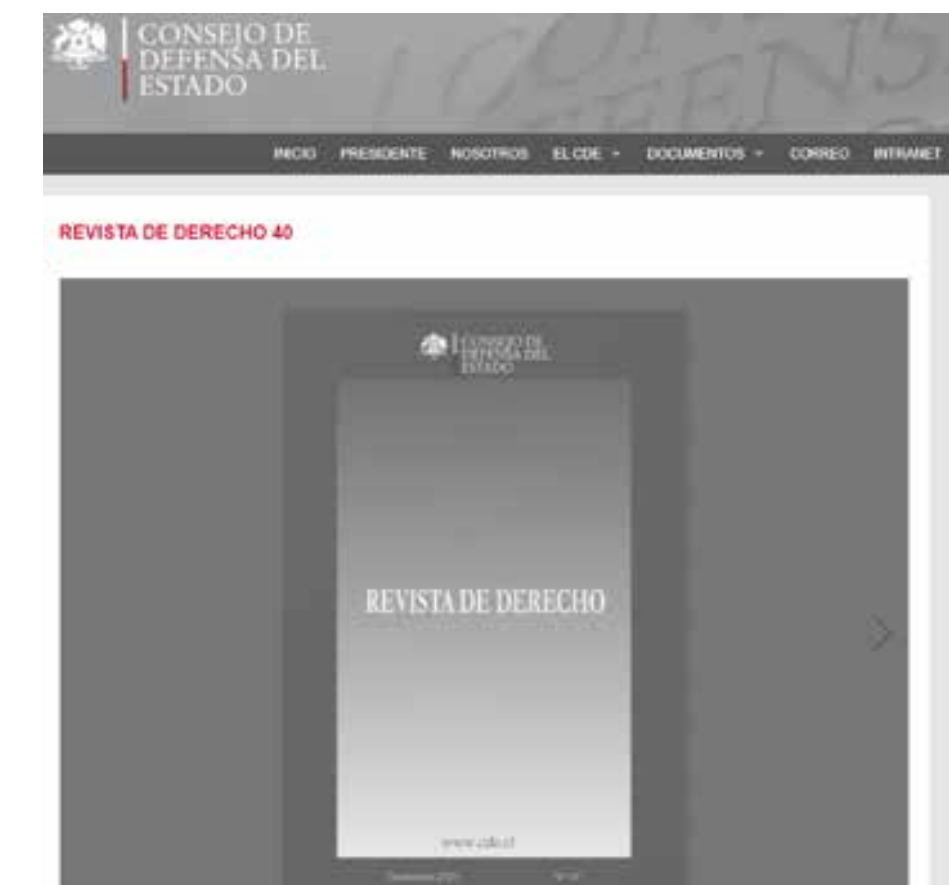 CONSEJO DE
DEFENSA DEL
ESTADO
INICIO PRESIDENTE NOSOTROS EL CDE DOCUMENTOS CORREO INTRANET
REVISTA DE DERECHO 40
CONSEJO DE
DEFENSA DEL
ESTADO
REVISTA DE DERECHO
www.cde.cl